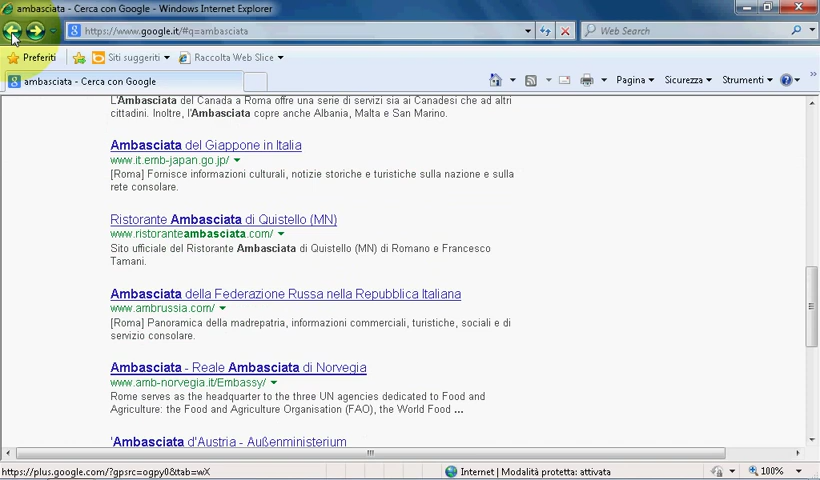 ambasciata - Cerca con Google - Windows Internet Explorer
https://www.google.it/#q=ambasciata
Web Search
Preferiti Siti suggeriti Raccolta Web Slice
ambasciata - Cerca con Google
Pagina Sicurezza Strumenti
L'Ambasciata del Canada a Roma offre una serie di servizi sia ai Canadesi che ad altri
cittadini. Inoltre, l'Ambasciata copre anche Albania, Malta e San Marino.
Ambasciata del Giappone in Italia
www.it.emb-japan.go.jp/
[Roma] Fornisce informazioni culturali, notizie storiche e turistiche sulla nazione e sulla
rete consolare.
Ristorante Ambasciata di Quistello (MN)
www.ristoranteambasciata.com/
Sito ufficiale del Ristorante Ambasciata di Quistello (MN) di Romano e Francesco
Tamani.
Ambasciata della Federazione Russa nella Repubblica Italiana
www.ambrussia.com/
[Roma] Panoramica della madrepatria, informazioni commerciali, turistiche, sociali e di
servizio consolare.
Ambasciata - Reale Ambasciata di Norvegia
www.amb-norvegia.it/Embassy/
Rome serves as the headquarter to the three UN agencies dedicated to Food and
Agriculture: the Food and Agriculture Organisation (FAO), the World Food ...
'Ambasciata d'Austria - Außenministerium
https://plus.google.com/?gpsrc=ogpy0&tab=wX
Internet | Modalità protetta: attivata
100%